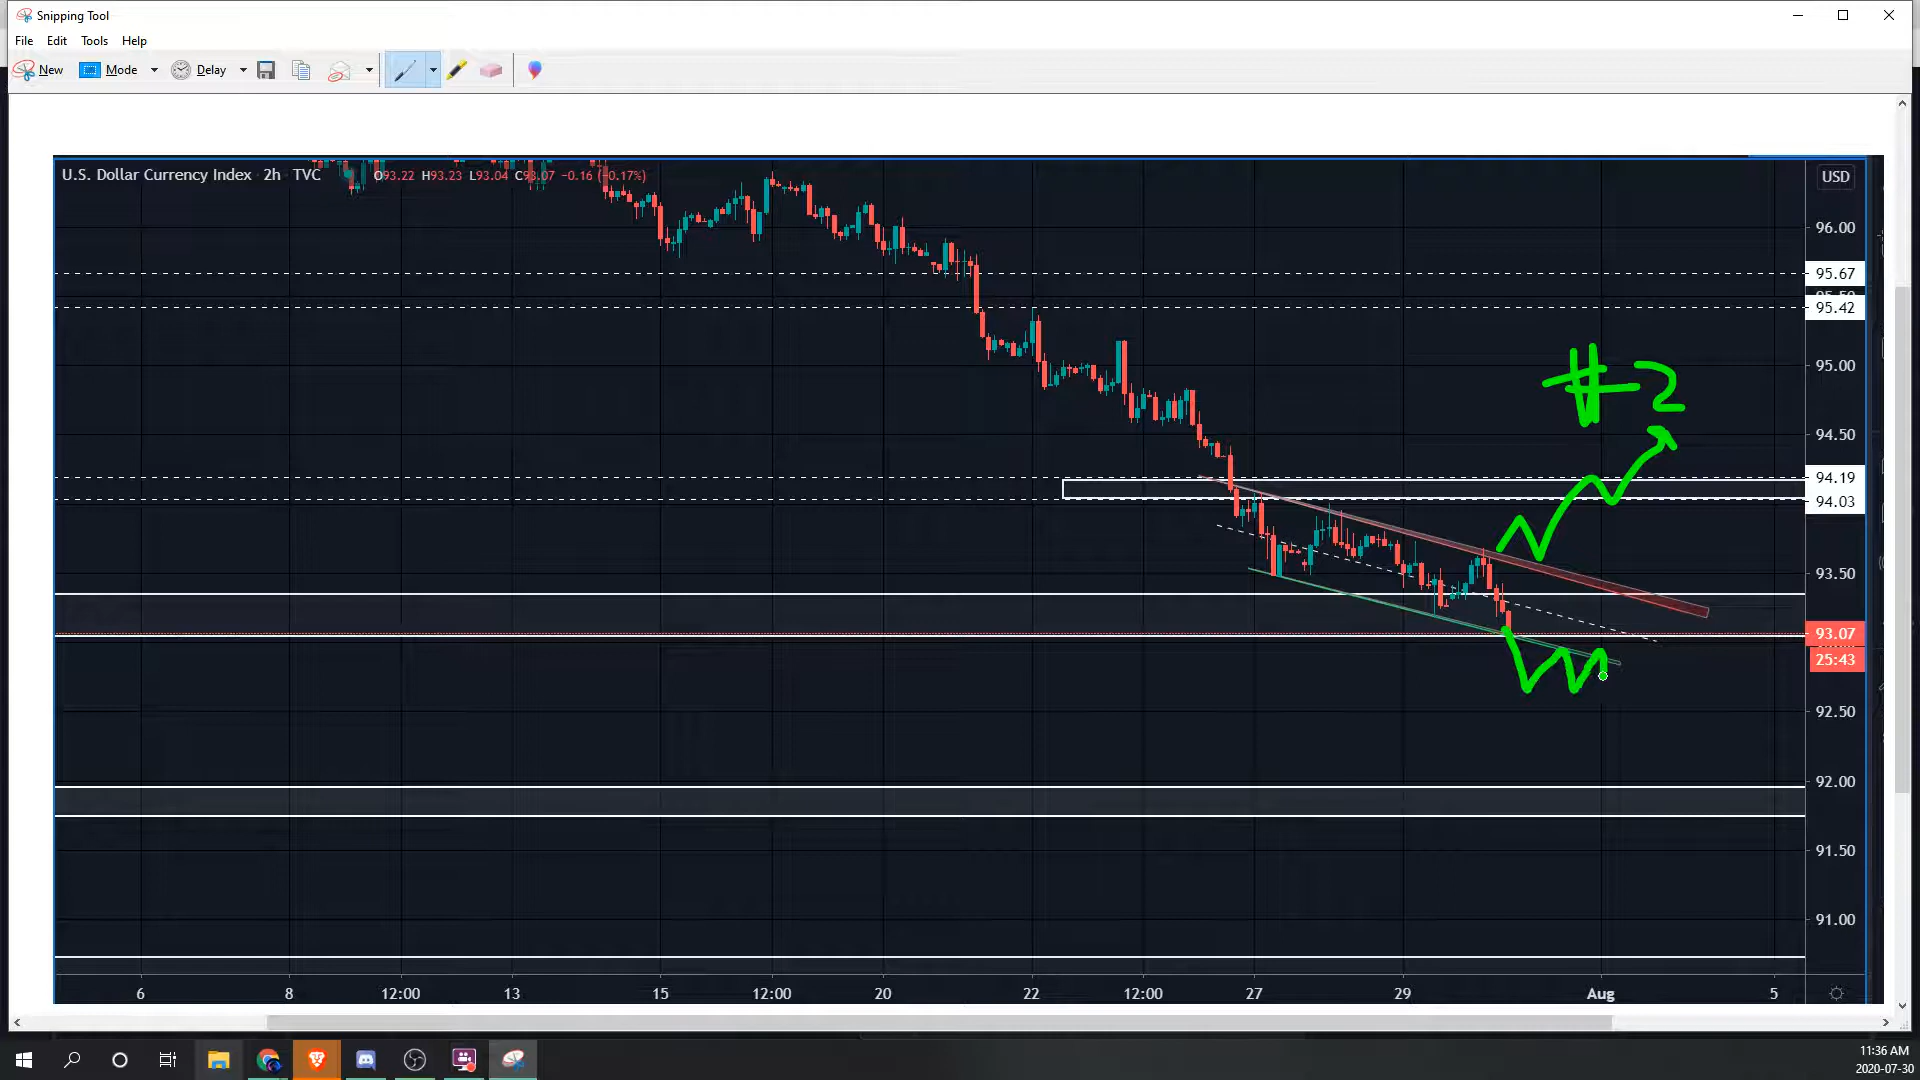 Snipping Tool
File Edit Tools Help
New Mode Delay
U.S. Dollar Currency Index 2h TVC O93.22 H93.23 L93.04 C93.07 −0.16 (−0.17%)
USD
96.00
95.67
95.42
95.00
#2
94.50
94.19
94.03
93.50
93.07
25:43
92.50
92.00
91.50
91.00
6 8 12:00 13 15 12:00 20 22 12:00 27 29 Aug 5
11:36 AM
2020-07-30